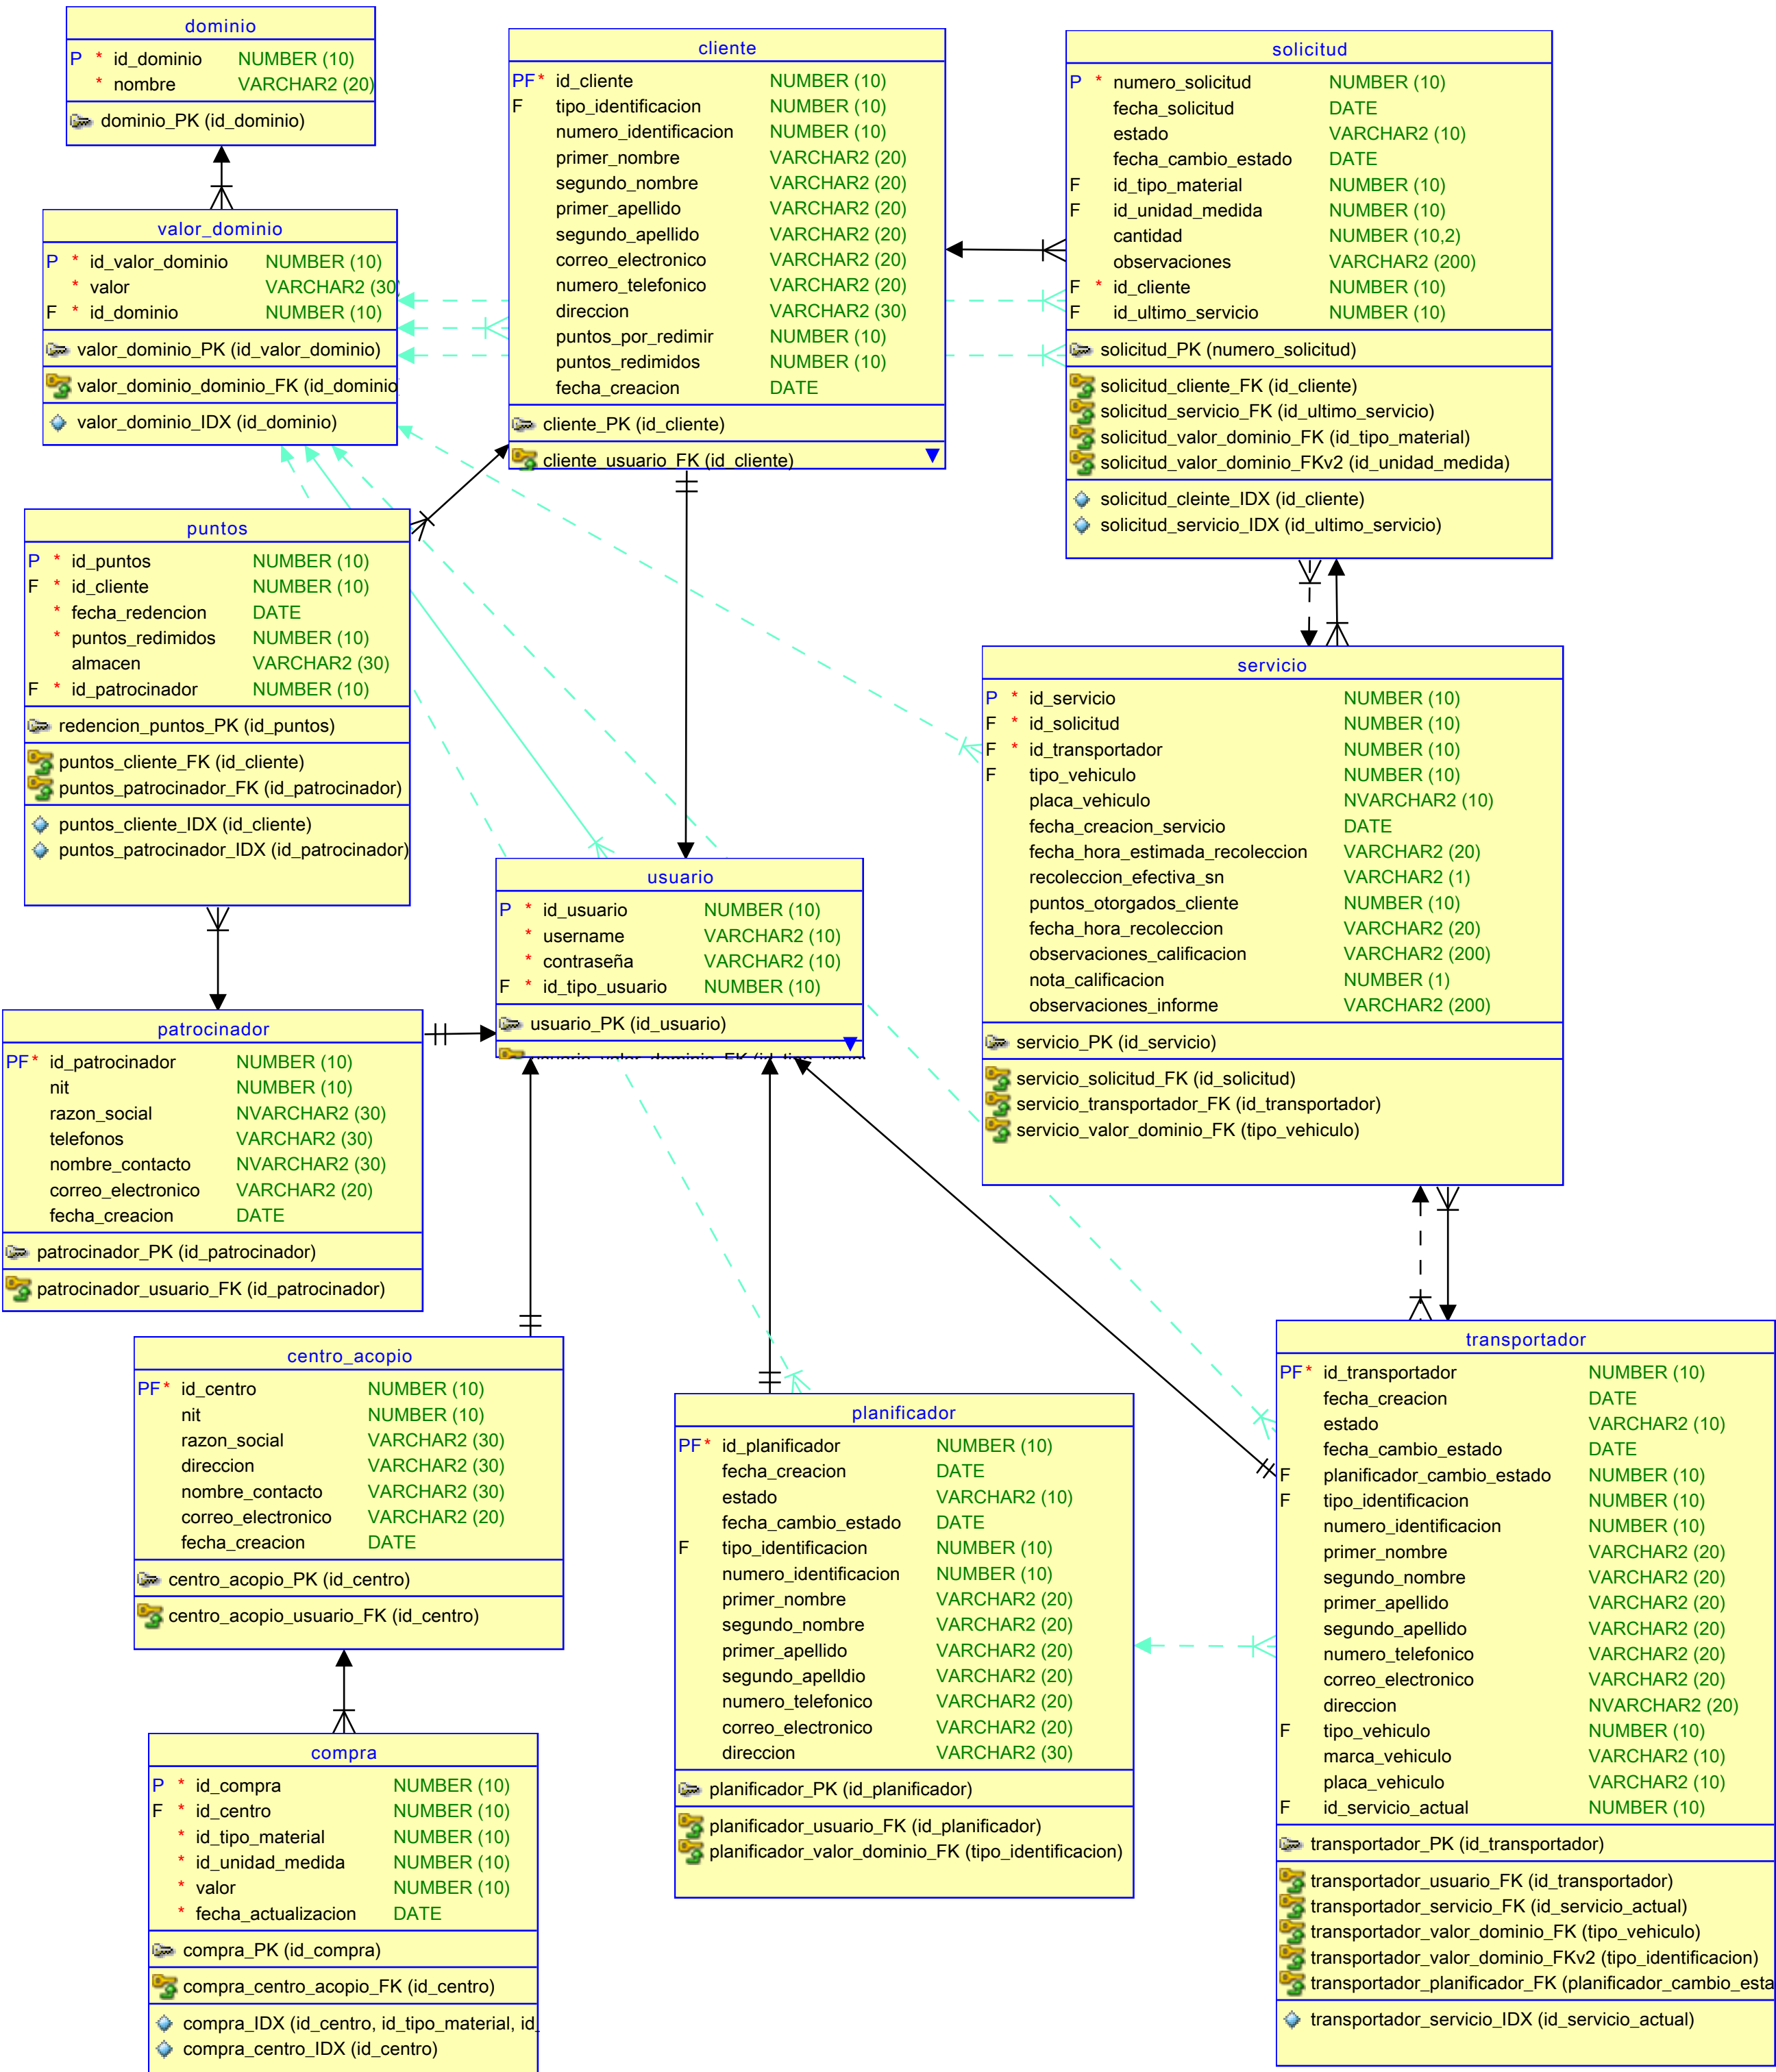 dominio
P * id_dominio NUMBER (10)
* nombre VARCHAR2 (20)
dominio_PK (id_dominio)
valor_dominio
P * id_valor_dominio NUMBER (10)
* valor VARCHAR2 (30)
F * id_dominio NUMBER (10)
valor_dominio_PK (id_valor_dominio)
valor_dominio_dominio_FK (id_dominio
valor_dominio_IDX (id_dominio)
cliente
PF * id_cliente NUMBER (10)
F tipo_identificacion NUMBER (10)
numero_identificacion NUMBER (10)
primer_nombre VARCHAR2 (20)
segundo_nombre VARCHAR2 (20)
primer_apellido VARCHAR2 (20)
segundo_apellido VARCHAR2 (20)
correo_electronico VARCHAR2 (20)
numero_telefonico VARCHAR2 (20)
direccion VARCHAR2 (30)
puntos_por_redimir NUMBER (10)
puntos_redimidos NUMBER (10)
fecha_creacion DATE
cliente_PK (id_cliente)
cliente_usuario_FK (id_cliente)
solicitud
P * numero_solicitud NUMBER (10)
fecha_solicitud DATE
estado VARCHAR2 (10)
fecha_cambio_estado DATE
F id_tipo_material NUMBER (10)
F id_unidad_medida NUMBER (10)
cantidad NUMBER (10,2)
observaciones VARCHAR2 (200)
F * id_cliente NUMBER (10)
F id_ultimo_servicio NUMBER (10)
solicitud_PK (numero_solicitud)
solicitud_cliente_FK (id_cliente)
solicitud_servicio_FK (id_ultimo_servicio)
solicitud_valor_dominio_FK (id_tipo_material)
solicitud_valor_dominio_FKv2 (id_unidad_medida)
solicitud_cleinte_IDX (id_cliente)
solicitud_servicio_IDX (id_ultimo_servicio)
puntos
P * id_puntos NUMBER (10)
F * id_cliente NUMBER (10)
* fecha_redencion DATE
* puntos_redimidos NUMBER (10)
almacen VARCHAR2 (30)
F * id_patrocinador NUMBER (10)
redencion_puntos_PK (id_puntos)
puntos_cliente_FK (id_cliente)
puntos_patrocinador_FK (id_patrocinador)
puntos_cliente_IDX (id_cliente)
puntos_patrocinador_IDX (id_patrocinador)
servicio
P * id_servicio NUMBER (10)
F * id_solicitud NUMBER (10)
F * id_transportador NUMBER (10)
F tipo_vehiculo NUMBER (10)
placa_vehiculo NVARCHAR2 (10)
fecha_creacion_servicio DATE
fecha_hora_estimada_recoleccion VARCHAR2 (20)
recoleccion_efectiva_sn VARCHAR2 (1)
puntos_otorgados_cliente NUMBER (10)
fecha_hora_recoleccion VARCHAR2 (20)
observaciones_calificacion VARCHAR2 (200)
nota_calificacion NUMBER (1)
observaciones_informe VARCHAR2 (200)
servicio_PK (id_servicio)
servicio_solicitud_FK (id_solicitud)
servicio_transportador_FK (id_transportador)
servicio_valor_dominio_FK (tipo_vehiculo)
usuario
P * id_usuario NUMBER (10)
* username VARCHAR2 (10)
* contraseña VARCHAR2 (10)
F * id_tipo_usuario NUMBER (10)
usuario_PK (id_usuario)
patrocinador
PF * id_patrocinador NUMBER (10)
nit NUMBER (10)
razon_social NVARCHAR2 (30)
telefonos VARCHAR2 (30)
nombre_contacto NVARCHAR2 (30)
correo_electronico VARCHAR2 (20)
fecha_creacion DATE
patrocinador_PK (id_patrocinador)
patrocinador_usuario_FK (id_patrocinador)
centro_acopio
PF * id_centro NUMBER (10)
nit NUMBER (10)
razon_social VARCHAR2 (30)
direccion VARCHAR2 (30)
nombre_contacto VARCHAR2 (30)
correo_electronico VARCHAR2 (20)
fecha_creacion DATE
centro_acopio_PK (id_centro)
centro_acopio_usuario_FK (id_centro)
compra
P * id_compra NUMBER (10)
F * id_centro NUMBER (10)
* id_tipo_material NUMBER (10)
* id_unidad_medida NUMBER (10)
* valor NUMBER (10)
* fecha_actualizacion DATE
compra_PK (id_compra)
compra_centro_acopio_FK (id_centro)
compra_IDX (id_centro, id_tipo_material, id_
compra_centro_IDX (id_centro)
planificador
PF * id_planificador NUMBER (10)
fecha_creacion DATE
estado VARCHAR2 (10)
fecha_cambio_estado DATE
F tipo_identificacion NUMBER (10)
numero_identificacion NUMBER (10)
primer_nombre VARCHAR2 (20)
segundo_nombre VARCHAR2 (20)
primer_apellido VARCHAR2 (20)
segundo_apelldio VARCHAR2 (20)
numero_telefonico VARCHAR2 (20)
correo_electronico VARCHAR2 (20)
direccion VARCHAR2 (30)
planificador_PK (id_planificador)
planificador_usuario_FK (id_planificador)
planificador_valor_dominio_FK (tipo_identificacion)
transportador
PF * id_transportador NUMBER (10)
fecha_creacion DATE
estado VARCHAR2 (10)
fecha_cambio_estado DATE
F planificador_cambio_estado NUMBER (10)
F tipo_identificacion NUMBER (10)
numero_identificacion NUMBER (10)
primer_nombre VARCHAR2 (20)
segundo_nombre VARCHAR2 (20)
primer_apellido VARCHAR2 (20)
segundo_apellido VARCHAR2 (20)
numero_telefonico VARCHAR2 (20)
correo_electronico VARCHAR2 (20)
direccion NVARCHAR2 (20)
F tipo_vehiculo NUMBER (10)
marca_vehiculo VARCHAR2 (10)
placa_vehiculo VARCHAR2 (10)
F id_servicio_actual NUMBER (10)
transportador_PK (id_transportador)
transportador_usuario_FK (id_transportador)
transportador_servicio_FK (id_servicio_actual)
transportador_valor_dominio_FK (tipo_vehiculo)
transportador_valor_dominio_FKv2 (tipo_identificacion)
transportador_planificador_FK (planificador_cambio_esta
transportador_servicio_IDX (id_servicio_actual)